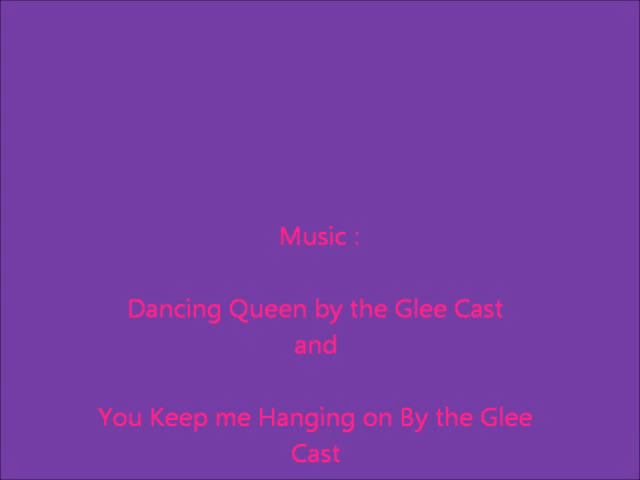 Music :
Dancing Queen by the Glee Cast
and
You Keep me Hanging on By the Glee
Cast